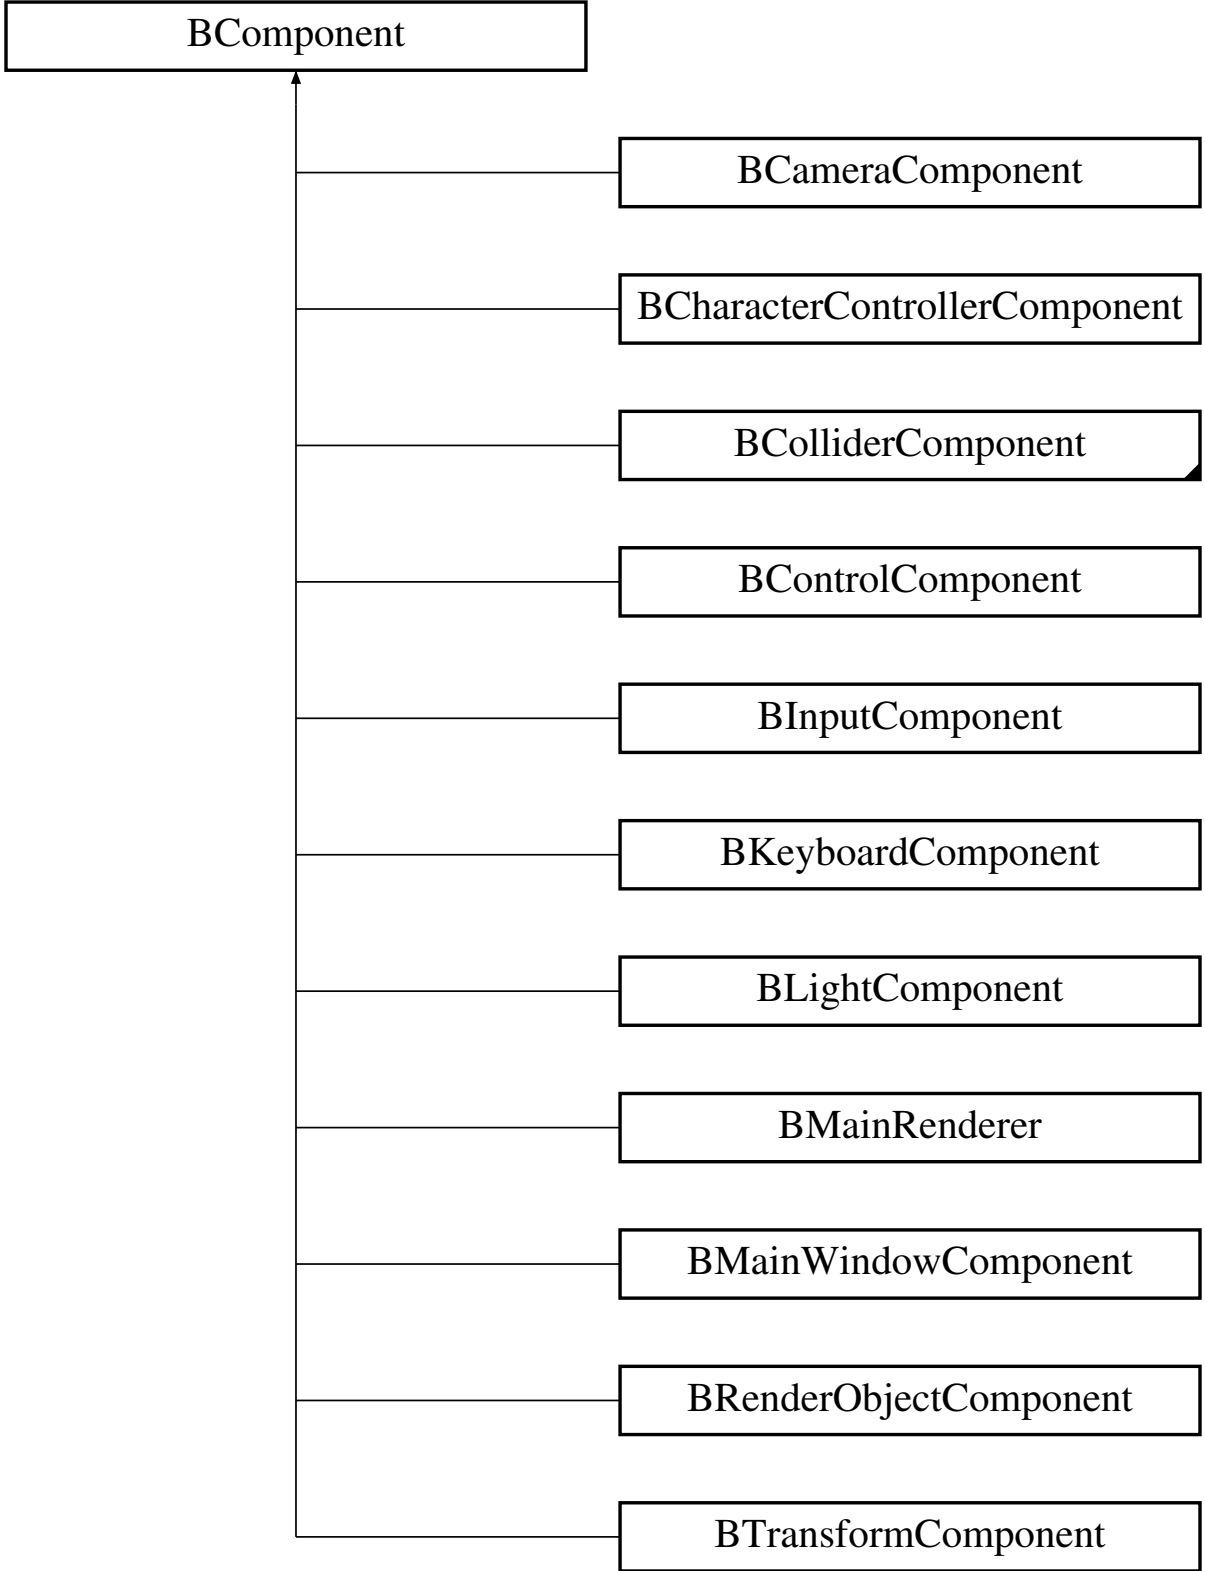 BComponent
BCameraComponent
BCharacterControllerComponent
BColliderComponent
BControlComponent
BInputComponent
BKeyboardComponent
BLightComponent
BMainRenderer
BMainWindowComponent
BRenderObjectComponent
BTransformComponent